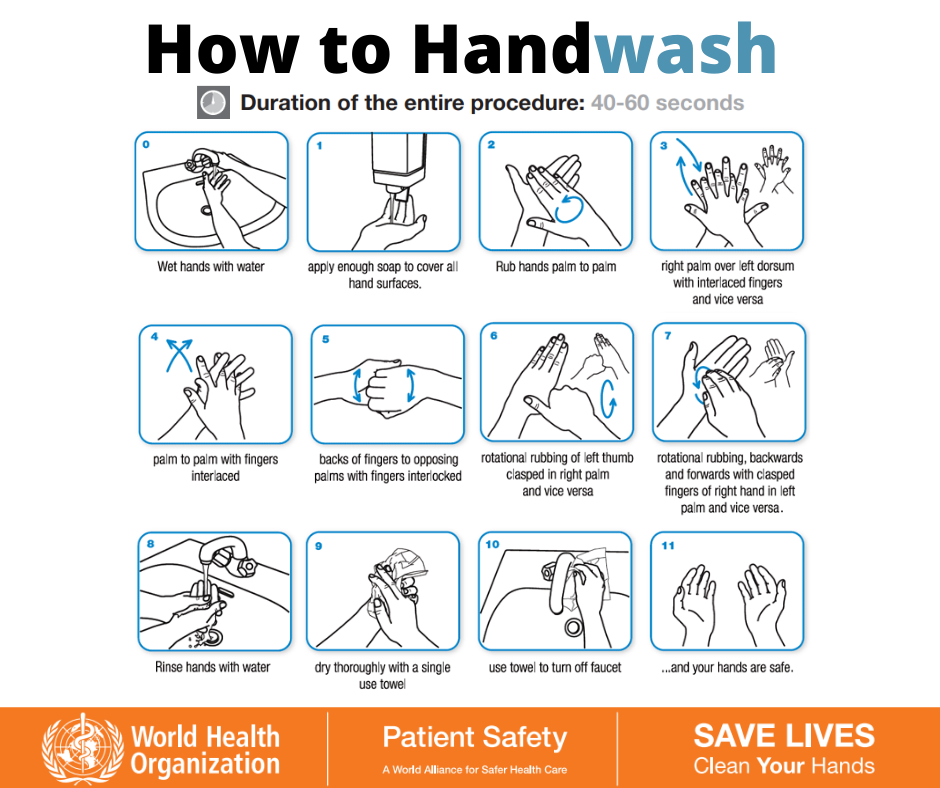 How to Handwash
Duration of the entire procedure: 40-60 seconds
0
Wet hands with water
1
apply enough soap to cover all
hand surfaces.
2
Rub hands palm to palm
3
right palm over left dorsum
with interlaced fingers
and vice versa
4
palm to palm with fingers
interlaced
5
backs of fingers to opposing
palms with fingers interlocked
6
rotational rubbing of left thumb
clasped in right palm
and vice versa
7
rotational rubbing, backwards
and forwards with clasped
fingers of right hand in left
palm and vice versa.
8
Rinse hands with water
9
dry thoroughly with a single
use towel
10
use towel to turn off faucet
11
...and your hands are safe.
World Health
Organization
Patient Safety
A World Alliance for Safer Health Care
SAVE LIVES
Clean Your Hands